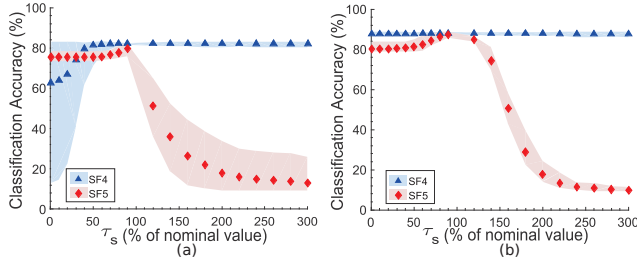 (a)
Classification Accuracy (%)
100
80
60
40
20
0
SF4
SF5
0 50 100 150 200 250 300
τs (% of nominal value)
(a)
(b)
Classification Accuracy (%)
100
80
60
40
20
0
SF4
SF5
0 50 100 150 200 250 300
τs (% of nominal value)
(b)